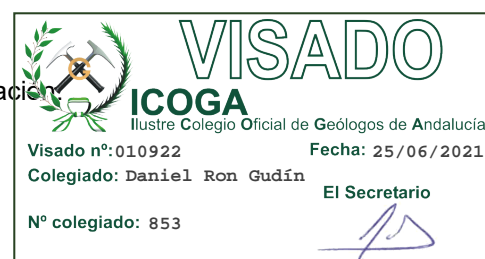 VISADO
ación
ICOGA
Ilustre Colegio Oficial de Geólogos de Andalucía
Visado nº: 010922 Fecha: 25/06/2021
Colegiado: Daniel Ron Gudín
El Secretario
Nº colegiado: 853